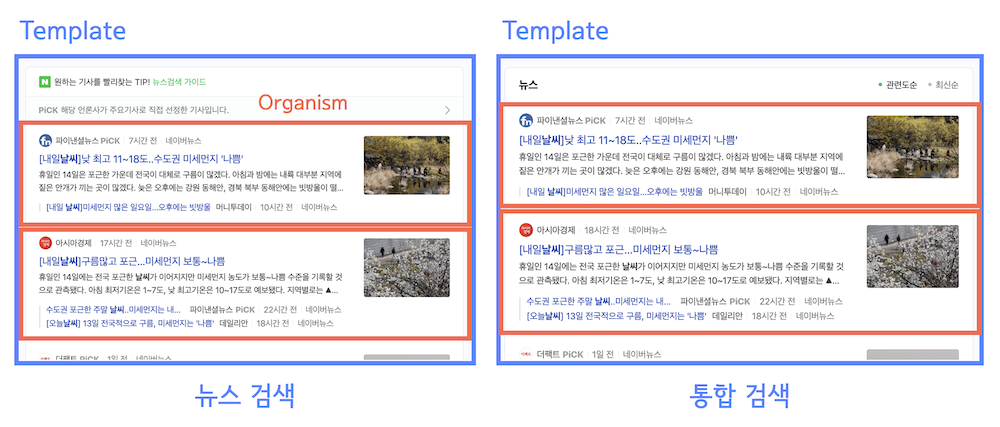 Template
원하는 기사를 빨리찾는 TIP! 뉴스검색 가이드
PiCK 해당 언론사가 주요기사로 직접 선정한 기사입니다.
Organism
파이낸셜뉴스 PiCK 7시간 전 네이버뉴스
[내일날씨]낮 최고 11~18도..수도권 미세먼지 '나쁨'
휴일인 14일은 포근한 가운데 전국이 대체로 구름이 많겠다. 아침과 밤에는 내륙 대부분 지역에
짙은 안개가 끼는 곳이 많겠다. 늦은 오후에는 강원 동해안, 경북 북부 동해안에는 빗방울이 떨...
[내일 날씨]미세먼지 많은 일요일...오후에는 빗방울 머니투데이 10시간 전 네이버뉴스
아시아경제 17시간 전 네이버뉴스
[내일날씨]구름많고 포근...미세먼지 보통~나쁨
휴일인 14일에는 전국 포근한 날씨가 이어지지만 미세먼지 농도가 보통~나쁨 수준을 기록할 것
으로 관측됐다. 아침 최저기온은 1~7도, 낮 최고기온은 10~17도로 예보됐다. 지역별로는 ▲...
수도권 포근한 주말 날씨..미세먼지는 내... 파이낸셜뉴스 PiCK 22시간 전 네이버뉴스
[오늘날씨] 13일 전국적으로 구름, 미세먼지는 '나쁨' 데일리안 18시간 전 네이버뉴스
더팩트 PiCK 1일 전 네이버뉴스
뉴스 검색
Template
뉴스 관련도순 최신순
파이낸셜뉴스 PiCK 7시간 전 네이버뉴스
[내일날씨]낮 최고 11~18도..수도권 미세먼지 '나쁨'
휴일인 14일은 포근한 가운데 전국이 대체로 구름이 많겠다. 아침과 밤에는 내륙 대부분 지역에
짙은 안개가 끼는 곳이 많겠다. 늦은 오후에는 강원 동해안, 경북 북부 동해안에는 빗방울이 떨...
[내일 날씨]미세먼지 많은 일요일...오후에는 빗방울 머니투데이 10시간 전 네이버뉴스
아시아경제 18시간 전 네이버뉴스
[내일날씨]구름많고 포근...미세먼지 보통~나쁨
휴일인 14일에는 전국 포근한 날씨가 이어지지만 미세먼지 농도가 보통~나쁨 수준을 기록할 것
으로 관측됐다. 아침 최저기온은 1~7도, 낮 최고기온은 10~17도로 예보됐다. 지역별로는 ▲...
수도권 포근한 주말 날씨..미세먼지는 내... 파이낸셜뉴스 PiCK 22시간 전 네이버뉴스
[오늘날씨] 13일 전국적으로 구름, 미세먼지는 '나쁨' 데일리안 18시간 전 네이버뉴스
더팩트 PiCK 1일 전 네이버뉴스
통합 검색